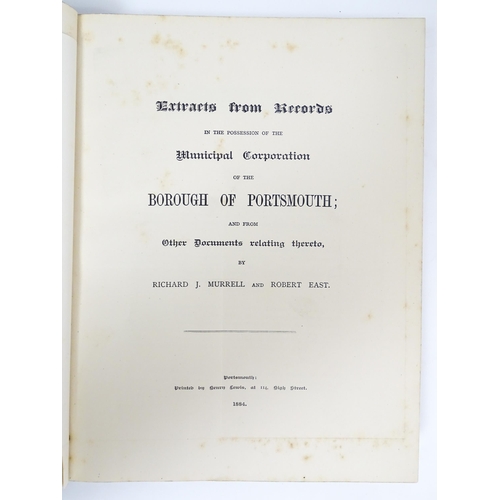 Extracts from Records
IN THE POSSESSION OF THE
Municipal Corporation
OF THE
BOROUGH OF PORTSMOUTH;
AND FROM
Other Documents relating thereto,
BY
RICHARD J. MURRELL AND ROBERT EAST.
Portsmouth:
Printed by Henry Lewis, at 113, High Street.
1884.